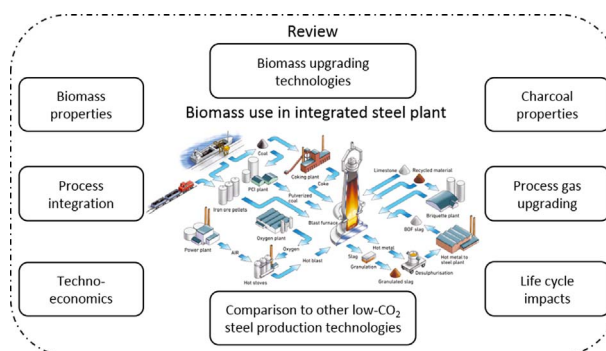 Review
Biomass upgrading
technologies
Biomass
properties
Charcoal
properties
Biomass use in integrated steel plant
Process
integration
Process gas
upgrading
Techno-
economics
Life cycle
impacts
Comparison to other low-CO₂
steel production technologies
Coal
Coking plant
Coke
PCI plant
Pulverized
coal
Iron ore pellets
Blast furnace
Limestone
Recycled material
Briquette plant
BOF slag
Oxygen plant
Power plant
AIR
Oxygen
Hot stoves
Hot blast
Hot metal
Slag
Granulation
Granulated slag
Desulphurisation
Hot metal to
steel plant